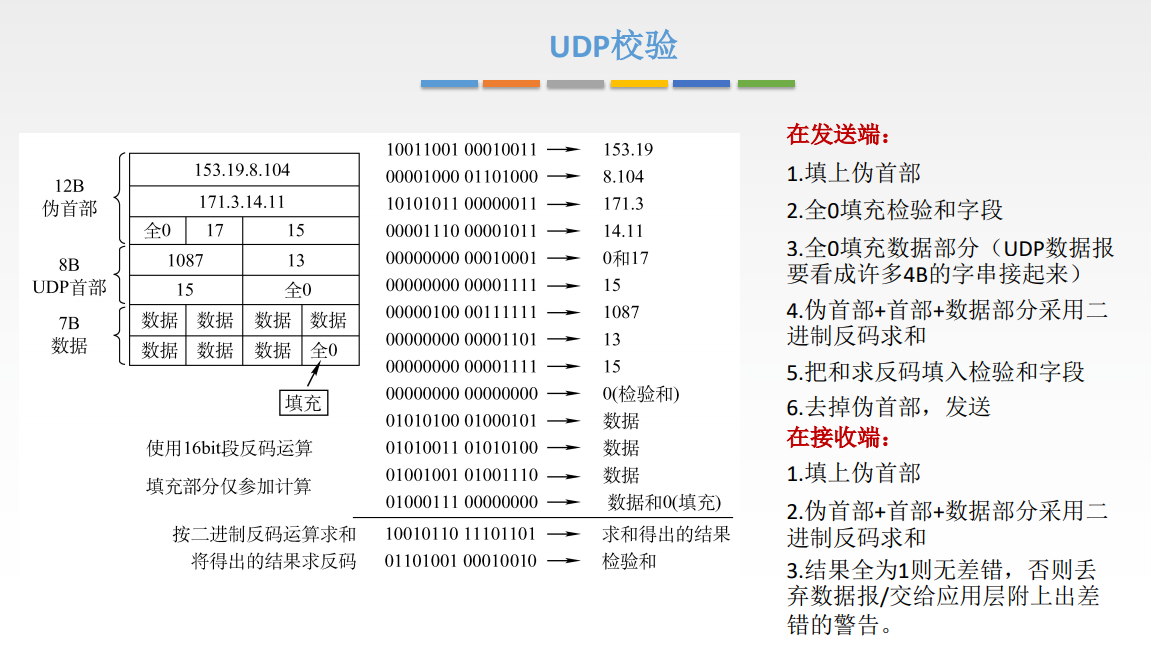 UDP校验
12B
伪首部
153.19.8.104
171.3.14.11
全0 17 15
8B
UDP首部
1087 13
15 全0
7B
数据
数据 数据 数据 数据
数据 数据 数据 全0
填充
使用16bit段反码运算
填充部分仅参加计算
10011001 00010011 153.19
00001000 01101000 8.104
10101011 00000011 171.3
00001110 00001011 14.11
00000000 00010001 0和17
00000000 00001111 15
00000100 00111111 1087
00000000 00001101 13
00000000 00001111 15
00000000 00000000 0(检验和)
01010100 01000101 数据
01010011 01010100 数据
01001001 01001110 数据
01000111 00000000 数据和0(填充)
按二进制反码运算求和 10010110 11101101 求和得出的结果
将得出的结果求反码 01101001 00010010 检验和
在发送端：
1.填上伪首部
2.全0填充检验和字段
3.全0填充数据部分（UDP数据报
要看成许多4B的字串接起来）
4.伪首部+首部+数据部分采用二
进制反码求和
5.把和求反码填入检验和字段
6.去掉伪首部，发送
在接收端：
1.填上伪首部
2.伪首部+首部+数据部分采用二
进制反码求和
3.结果全为1则无差错，否则丢
弃数据报/交给应用层附上出差
错的警告。